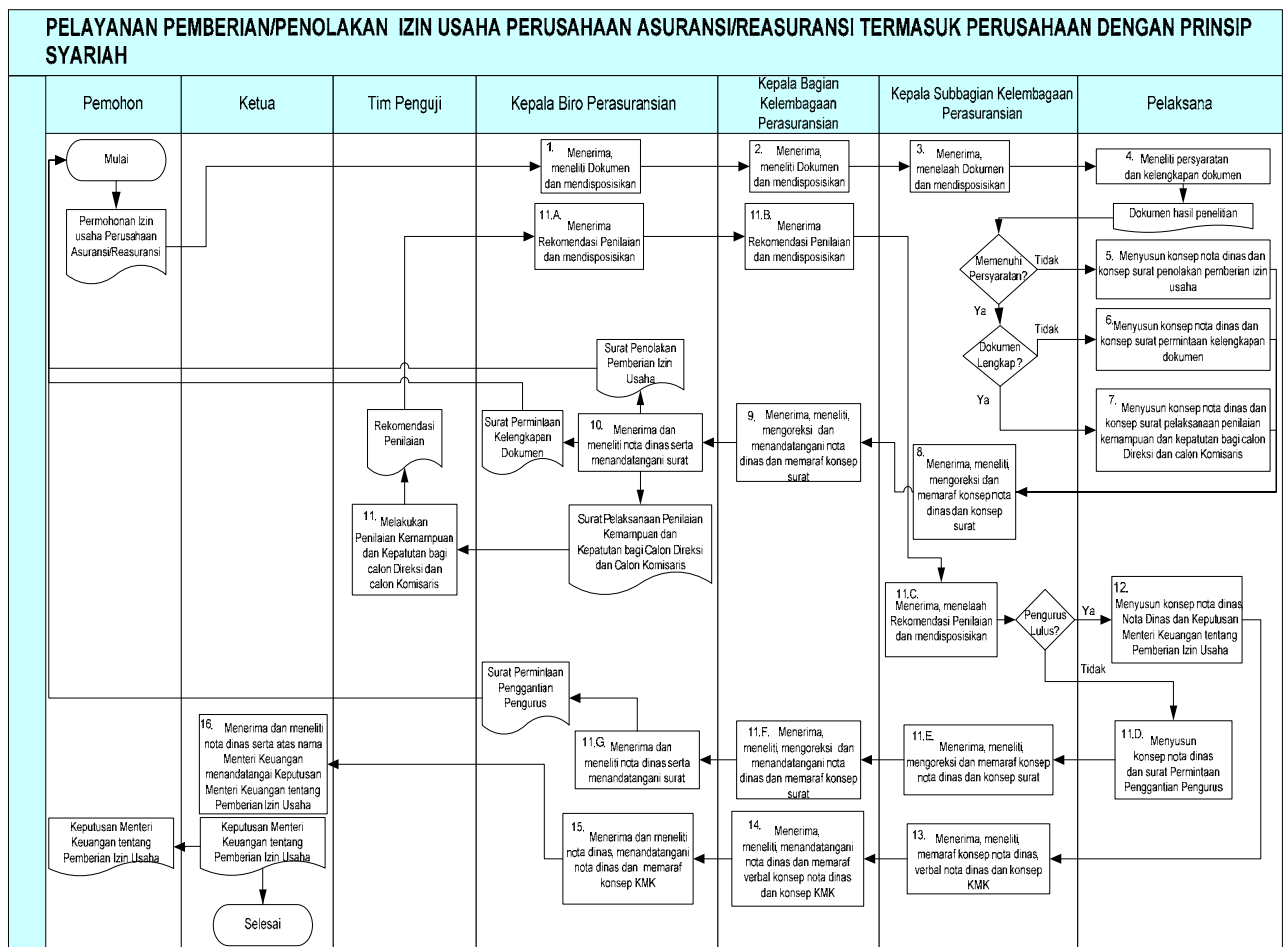 PELAYANAN PEMBERIAN/PENOLAKAN IZIN USAHA PERUSAHAAN ASURANSI/REASURANSI TERMASUK PERUSAHAAN DENGAN PRINSIP
SYARIAH
Pemohon
Ketua
Tim Penguji
Kepala Biro Perasuransian
Kepala Bagian
Kelembagaan
Perasuransian
Kepala Subbagian Kelembagaan
Perasuransian
Pelaksana
Mulai
Permohonan Izin
usaha Perusahaan
Asuransi/Reasuransi
1. Menerima,
meneliti Dokumen
dan mendisposisikan
2. Menerima,
meneliti Dokumen
dan mendisposisikan
3. Menerima,
menelaah Dokumen
dan mendisposisikan
4. Meneliti persyaratan
dan kelengkapan dokumen
Dokumen hasil penelitian
11.A.
Menerima
Rekomendasi Penilaian
dan mendisposisikan
11.B.
Menerima
Rekomendasi Penilaian
dan mendisposisikan
Memenuhi
Persyaratan?
Tidak
5. Menyusun konsep nota dinas dan
konsep surat penolakan pemberian izin
usaha
Ya
Dokumen
Lengkap?
Tidak
6. Menyusun konsep nota dinas dan
konsep surat permintaan kelengkapan
dokumen
Ya
7. Menyusun konsep nota dinas dan
konsep surat pelaksanaan penilaian
kemampuan dan kepatutan bagi calon
Direksi dan calon Komisaris
Surat Penolakan
Pemberian Izin
Usaha
Rekomendasi
Penilaian
Surat Permintaan
Kelengkapan
Dokumen
10. Menerima dan
meneliti nota dinas serta
menandatangani surat
9. Menerima, meneliti,
mengoreksi dan
menandatangani nota
dinas dan memaraf konsep
surat
8.
Menerima, meneliti,
mengoreksi dan
memaraf konsep nota
dinas dan konsep
surat
11. Melakukan
Penilaian Kemampuan
dan Kepatutan bagi
calon Direksi dan
calon Komisaris
Surat Pelaksanaan Penilaian
Kemampuan dan
Kepatutan bagi Calon Direksi
dan Calon Komisaris
11.C.
Menerima, menelaah
Rekomendasi Penilaian
dan mendisposisikan
Pengurus
Lulus?
Ya
12.
Menyusun konsep nota dinas,
Nota Dinas dan Keputusan
Menteri Keuangan tentang
Pemberian Izin Usaha
Tidak
Surat Permintaan
Penggantian
Pengurus
16. Menerima dan meneliti
nota dinas serta atas nama
Menteri Keuangan
menandatangai Keputusan
Menteri Keuangan tentang
Pemberian Izin Usaha
11.G. Menerima dan
meneliti nota dinas serta
menandatangani surat
11.F. Menerima,
meneliti, mengoreksi dan
menandatangani nota
dinas dan memaraf konsep
surat
11.E.
Menerima, meneliti,
mengoreksi dan memaraf konsep
nota dinas dan konsep surat
11.D. Menyusun
konsep nota dinas
dan surat Permintaan
Penggantian Pengurus
Keputusan Menteri
Keuangan tentang
Pemberian Izin Usaha
Keputusan Menteri
Keuangan tentang
Pemberian Izin Usaha
15. Menerima dan meneliti
nota dinas, menandatangani
nota dinas dan memaraf
konsep KMK
14. Menerima,
meneliti, menandatangani
nota dinas dan memaraf
verbal konsep nota dinas
dan konsep KMK
13. Menerima, meneliti,
memaraf konsep nota dinas,
verbal nota dinas dan konsep
KMK
Selesai